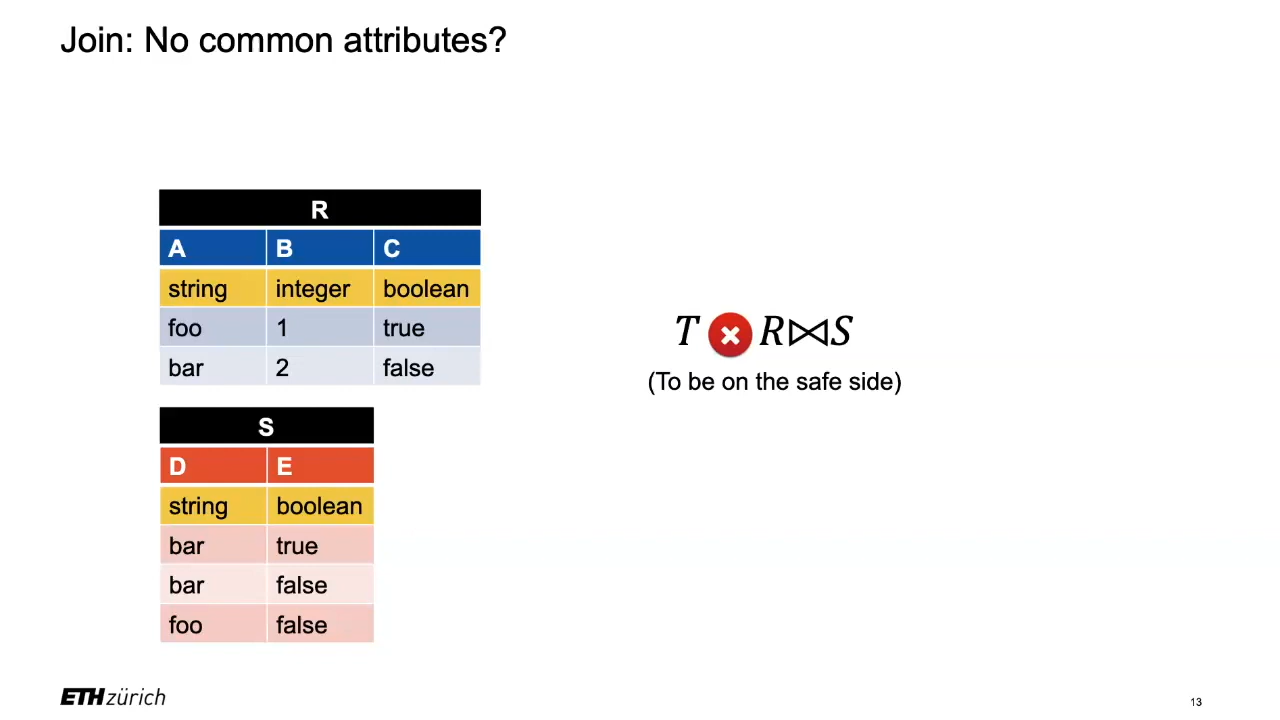 Join: No common attributes?
R
A B C
string integer boolean
foo 1 true
bar 2 false
T R⋈S
(To be on the safe side)
S
D E
string boolean
bar true
bar false
foo false
ETH zürich
13